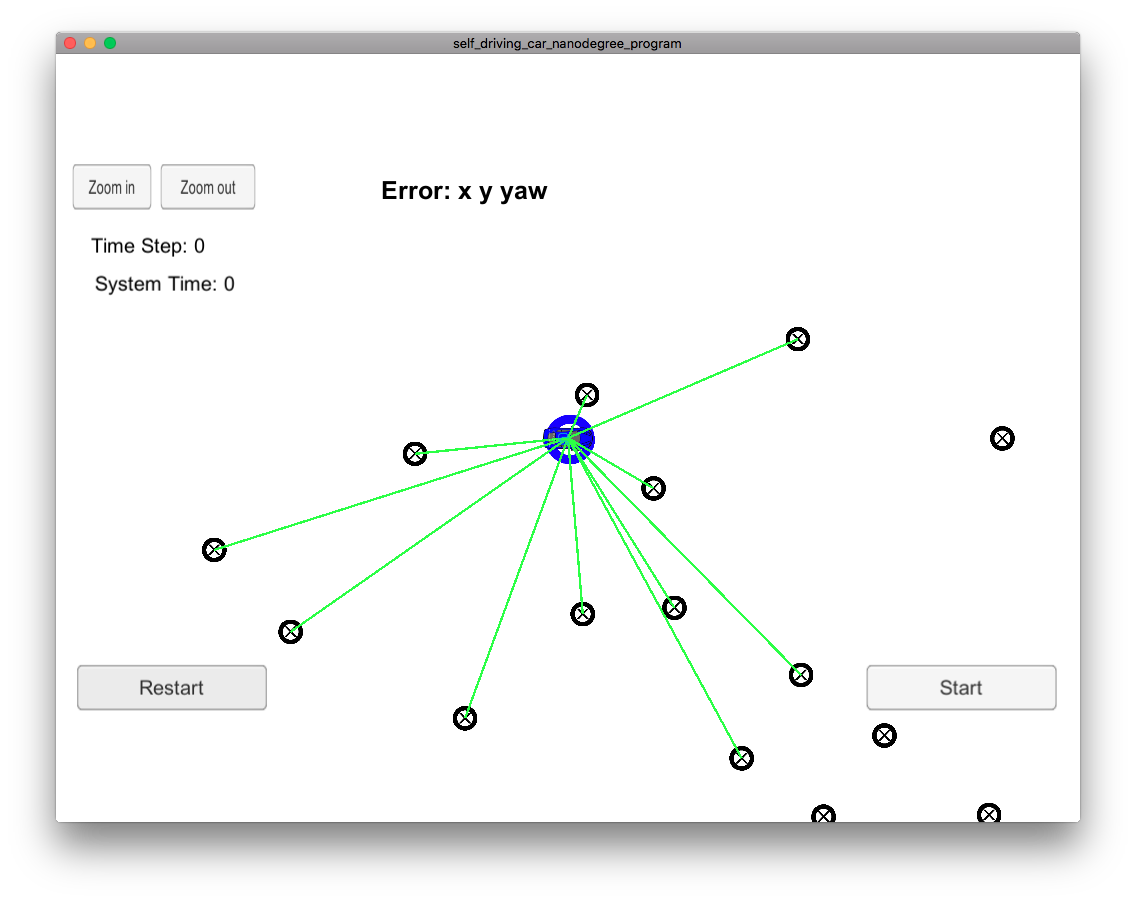 self_driving_car_nanodegree_program
Zoom in
Zoom out
Error: x y yaw
Time Step: 0
System Time: 0
Restart
Start